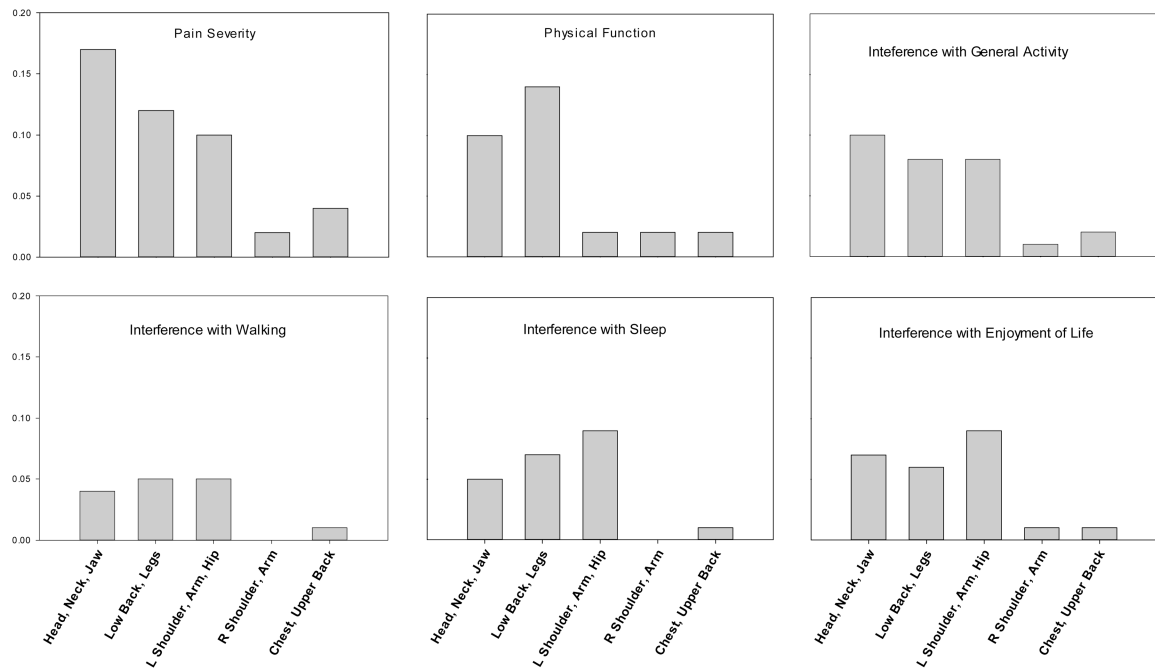 Pain Severity
Physical Function
Inteference with General Activity
0.20
0.15
0.10
0.05
0.00
Interference with Walking
Interference with Sleep
Interference with Enjoyment of Life
0.20
0.15
0.10
0.05
0.00
Head, Neck, Jaw
Low Back, Legs
L Shoulder, Arm, Hip
R Shoulder, Arm
Chest, Upper Back
Head, Neck, Jaw
Low Back, Legs
L Shoulder, Arm, Hip
R Shoulder, Arm
Chest, Upper Back
Head, Neck, Jaw
Low Back, Legs
L Shoulder, Arm, Hip
R Shoulder, Arm
Chest, Upper Back